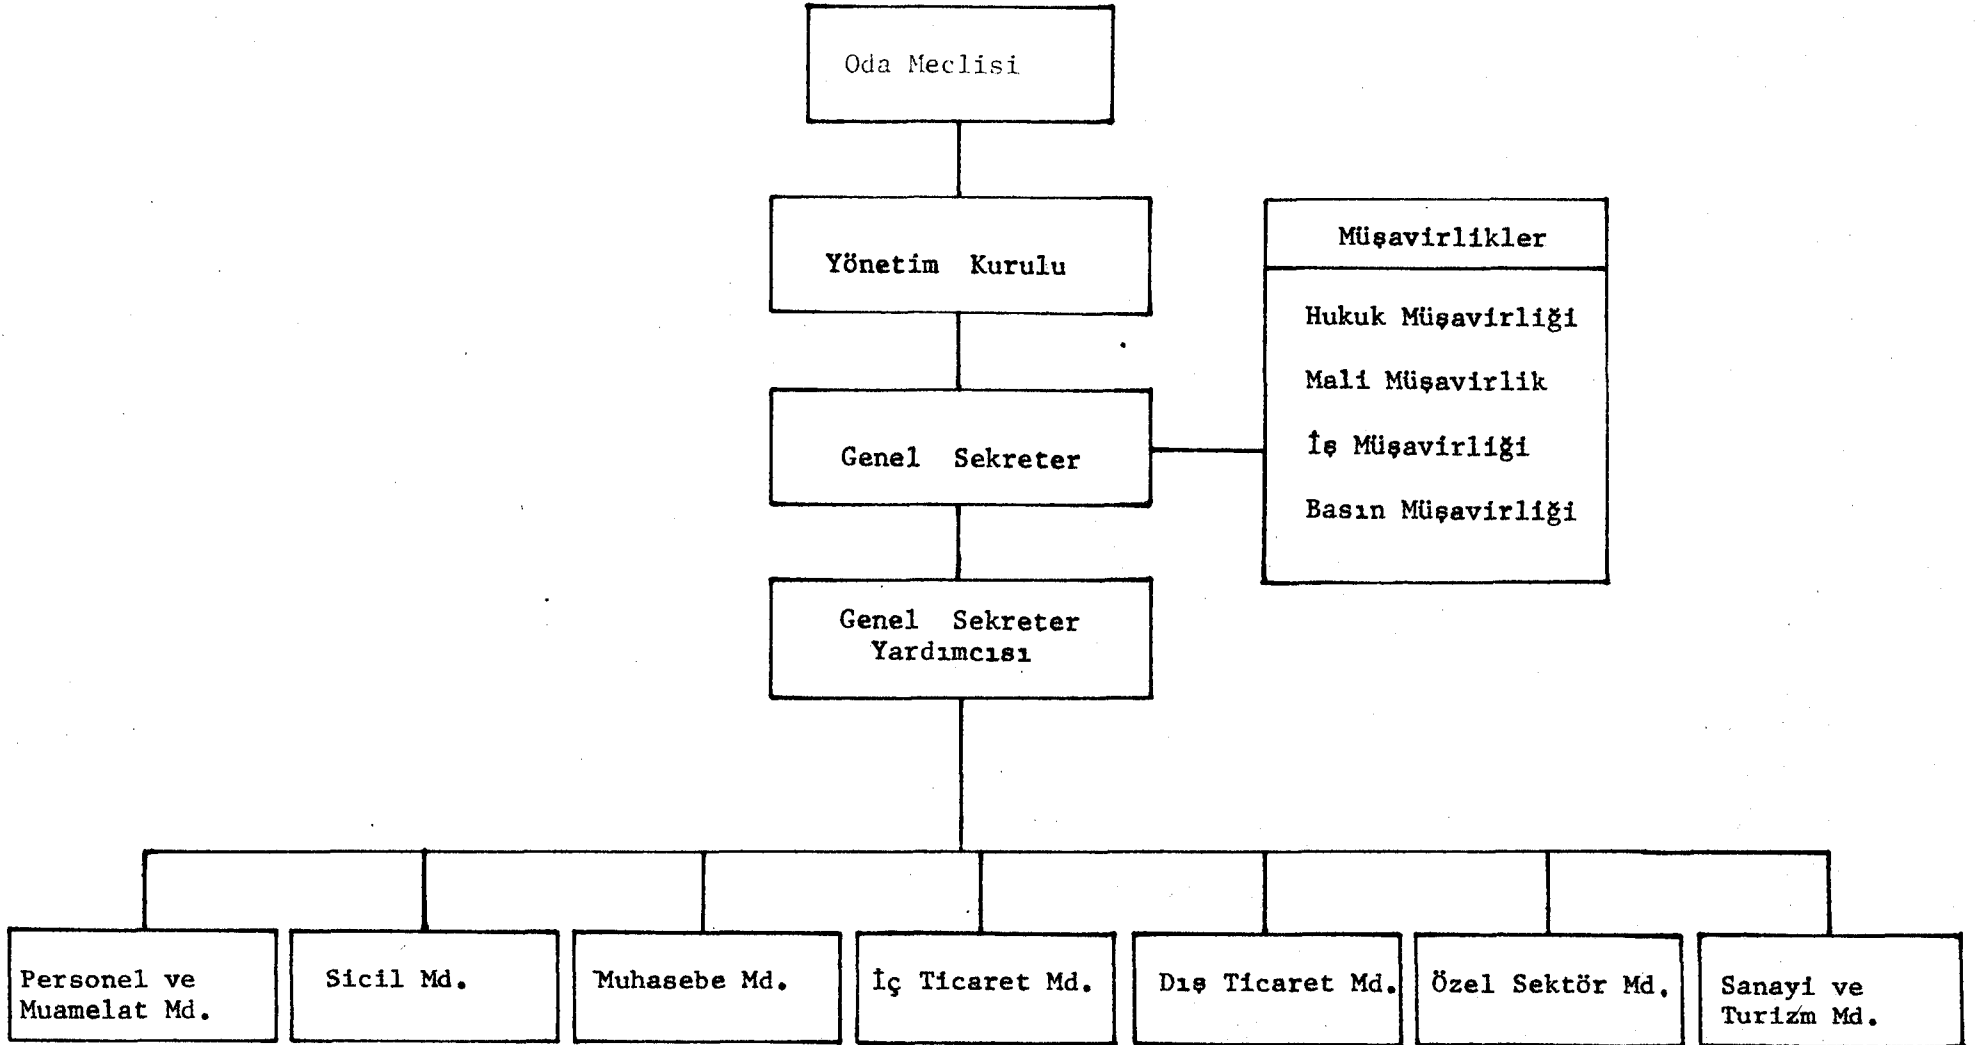 Oda Meclisi
Yönetim Kurulu
Müşavirlikler
Hukuk Müşavirliği
Mali Müşavirlik
İş Müşavirliği
Basın Müşavirliği
Genel Sekreter
Genel Sekreter
Yardımcısı
Personel ve
Muamelat Md.
Sicil Md.
Muhasebe Md.
İç Ticaret Md.
Dış Ticaret Md.
Özel Sektör Md.
Sanayi ve
Turizm Md.